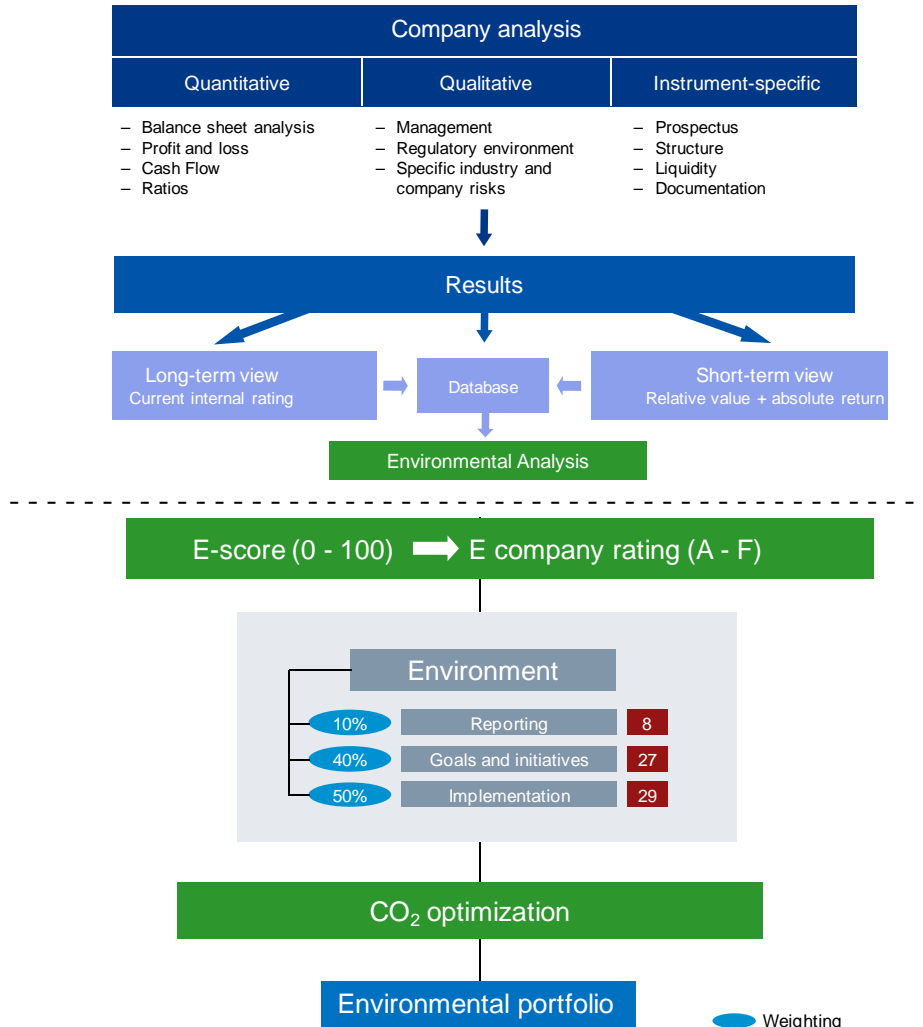 Company analysis
Quantitative
Qualitative
Instrument-specific
– Balance sheet analysis
– Profit and loss
– Cash Flow
– Ratios
– Management
– Regulatory environment
– Specific industry and
company risks
– Prospectus
– Structure
– Liquidity
– Documentation
Results
Long-term view
Current internal rating
Database
Short-term view
Relative value + absolute return
Environmental Analysis
E-score (0 - 100) E company rating (A - F)
Environment
10% Reporting 8
40% Goals and initiatives 27
50% Implementation 29
CO₂ optimization
Environmental portfolio
Weighting